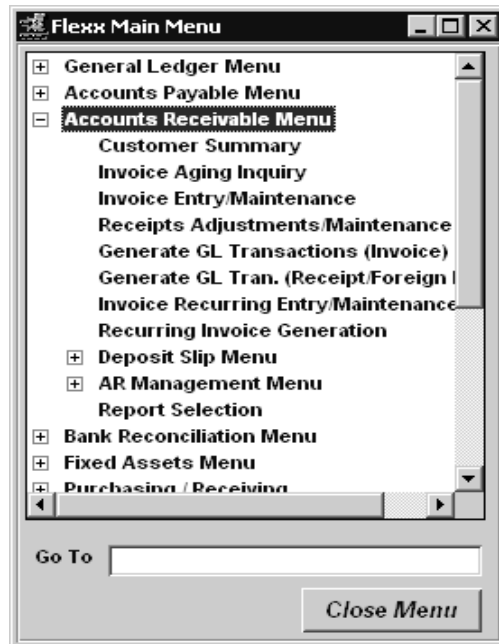 Flexx Main Menu
General Ledger Menu
Accounts Payable Menu
Accounts Receivable Menu
Customer Summary
Invoice Aging Inquiry
Invoice Entry/Maintenance
Receipts Adjustments/Maintenance
Generate GL Transactions (Invoice)
Generate GL Tran. (Receipt/Foreign
Invoice Recurring Entry/Maintenance
Recurring Invoice Generation
Deposit Slip Menu
AR Management Menu
Report Selection
Bank Reconciliation Menu
Fixed Assets Menu
Purchasing / Receiving
Go To
Close Menu